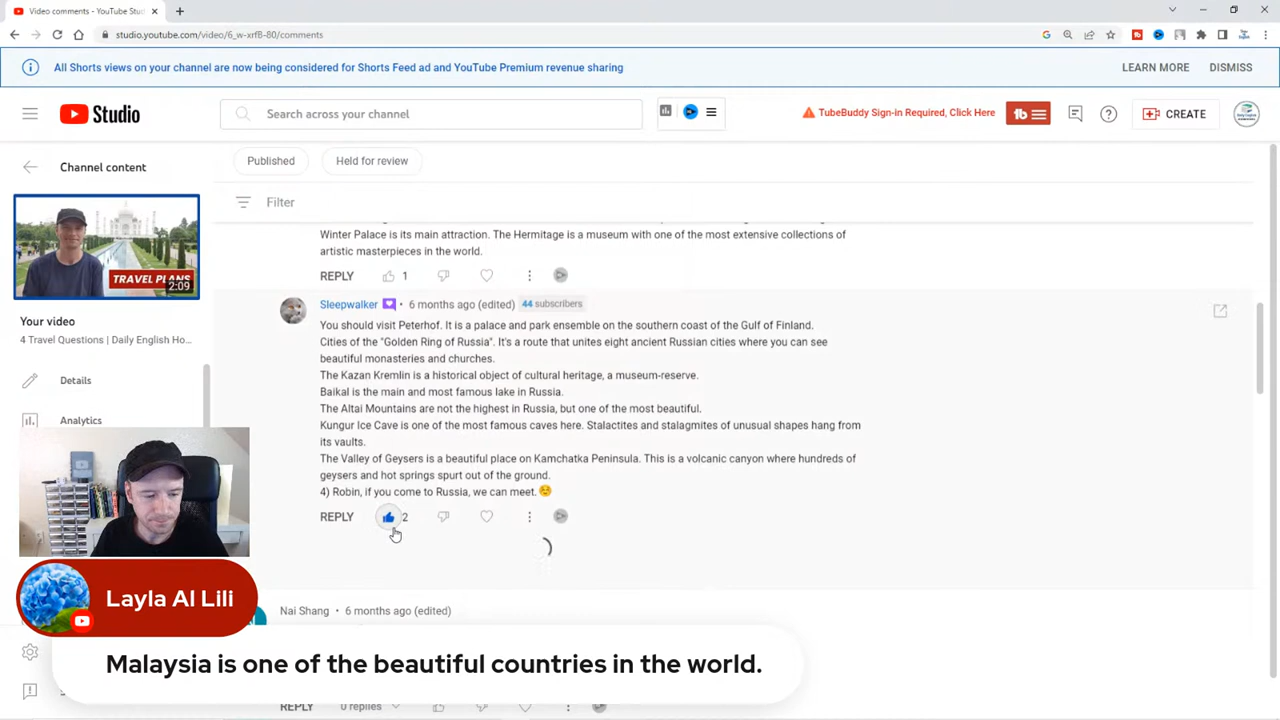 Video comments - YouTube Stud
studio.youtube.com/video/6_w-xrfB-80/comments
All Shorts views on your channel are now being considered for Shorts Feed ad and YouTube Premium revenue sharing
LEARN MORE
DISMISS
Studio
Search across your channel
TubeBuddy Sign-in Required, Click Here
tb
CREATE
Channel content
Published
Held for review
Filter
TRAVEL PLANS
2:09
Your video
4 Travel Questions | Daily English Ho...
Details
Analytics
Winter Palace is its main attraction. The Hermitage is a museum with one of the most extensive collections of
artistic masterpieces in the world.
REPLY 1
Sleepwalker • 6 months ago (edited) 44 subscribers
You should visit Peterhof. It is a palace and park ensemble on the southern coast of the Gulf of Finland.
Cities of the "Golden Ring of Russia". It's a route that unites eight ancient Russian cities where you can see
beautiful monasteries and churches.
The Kazan Kremlin is a historical object of cultural heritage, a museum-reserve.
Baikal is the main and most famous lake in Russia.
The Altai Mountains are not the highest in Russia, but one of the most beautiful.
Kungur Ice Cave is one of the most famous caves here. Stalactites and stalagmites of unusual shapes hang from
its vaults.
The Valley of Geysers is a beautiful place on Kamchatka Peninsula. This is a volcanic canyon where hundreds of
geysers and hot springs spurt out of the ground.
4) Robin, if you come to Russia, we can meet. ☺️
REPLY 2
Nai Shang • 6 months ago (edited)
Layla Al Lili
Malaysia is one of the beautiful countries in the world.
REPLY 0 replies